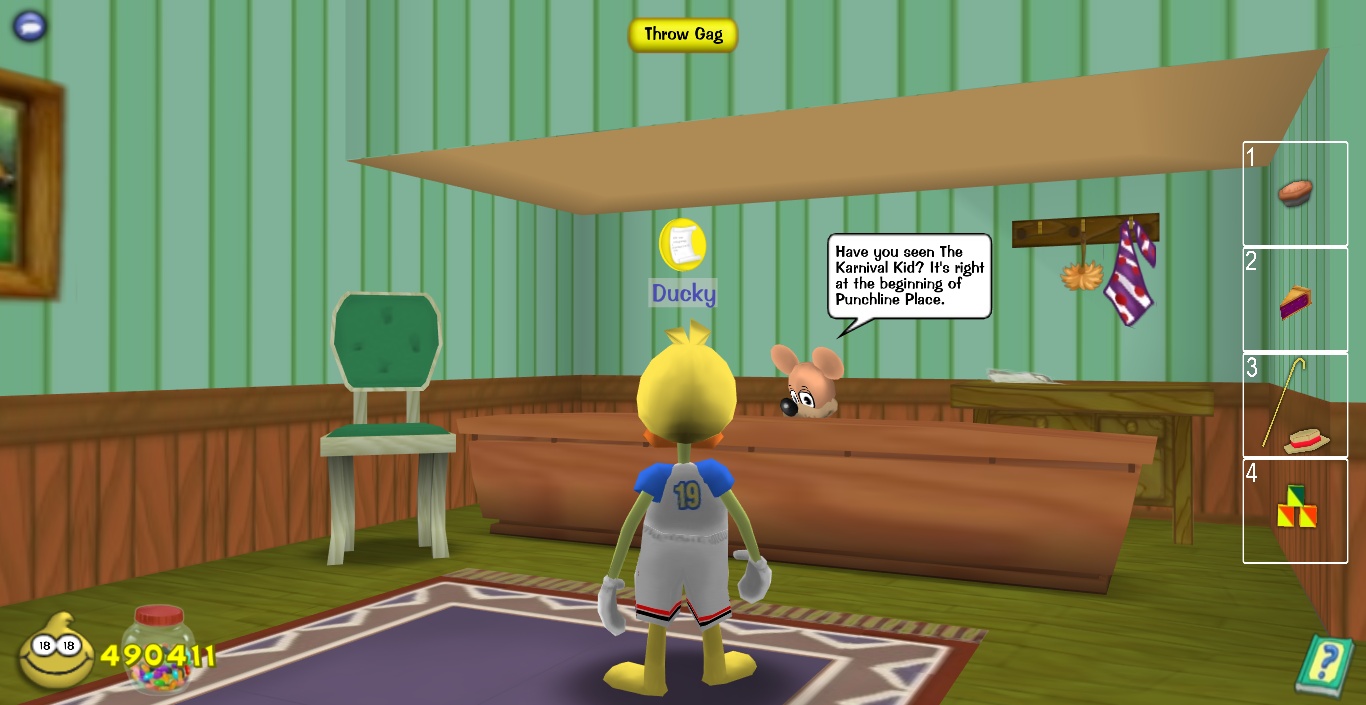 Throw Gag
1
Have you seen The
Karnival Kid? It's right
at the beginning of
Punchline Place.
2
Ducky
3
19
4
18 18
490411
?